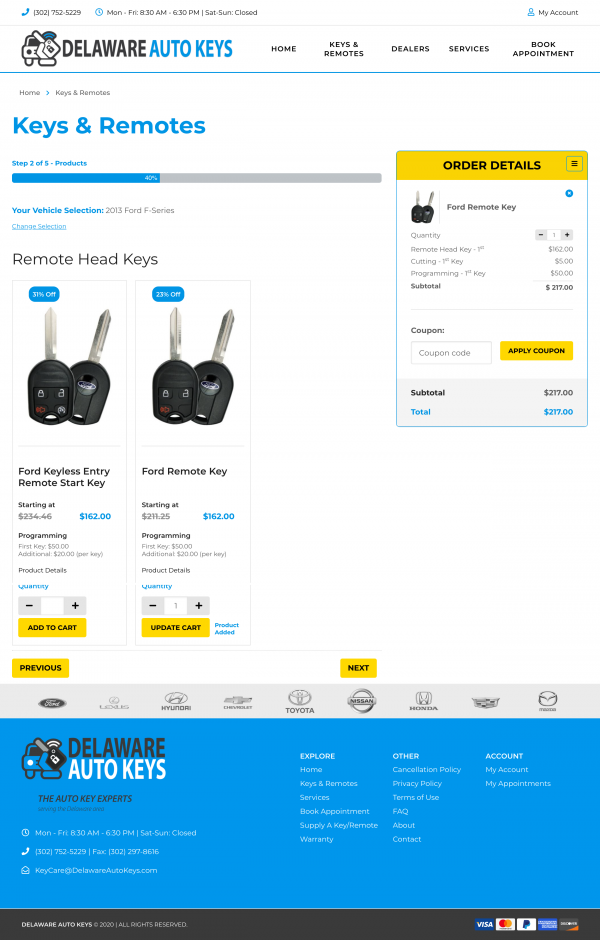 (302) 752-5229
Mon - Fri: 8:30 AM - 6:30 PM | Sat-Sun: Closed
My Account
DELAWARE AUTO KEYS
HOME
KEYS & REMOTES
DEALERS
SERVICES
BOOK APPOINTMENT
Home > Keys & Remotes
Keys & Remotes
Step 2 of 5 - Products
40%
Your Vehicle Selection: 2013 Ford F-Series
Change Selection
Remote Head Keys
31% Off
Ford Keyless Entry
Remote Start Key
Starting at
$234.46 $162.00
Programming
First Key: $50.00
Additional: $20.00 (per key)
Product Details
Quantity
− +
ADD TO CART
23% Off
Ford Remote Key
Starting at
$211.25 $162.00
Programming
First Key: $50.00
Additional: $20.00 (per key)
Product Details
Quantity
− 1 +
UPDATE CART
Product
Added
PREVIOUS
NEXT
ORDER DETAILS
Ford Remote Key
Quantity − 1 +
Remote Head Key - 1st $162.00
Cutting - 1st Key $5.00
Programming - 1st Key $50.00
Subtotal $ 217.00
Coupon:
Coupon code
APPLY COUPON
Subtotal $217.00
Total $217.00
Ford
LEXUS
HYUNDAI
CHEVROLET
TOYOTA
NISSAN
HONDA
mazda
DELAWARE
AUTO KEYS
THE AUTO KEY EXPERTS
Mon - Fri: 8:30 AM - 6:30 PM | Sat-Sun: Closed
(302) 752-5229 | Fax: (302) 297-8616
KeyCare@DelawareAutoKeys.com
EXPLORE
Home
Keys & Remotes
Services
Book Appointment
Supply A Key/Remote
Warranty
OTHER
Cancellation Policy
Privacy Policy
Terms of Use
FAQ
About
Contact
ACCOUNT
My Account
My Appointments
DELAWARE AUTO KEYS © 2020 | ALL RIGHTS RESERVED.
VISA